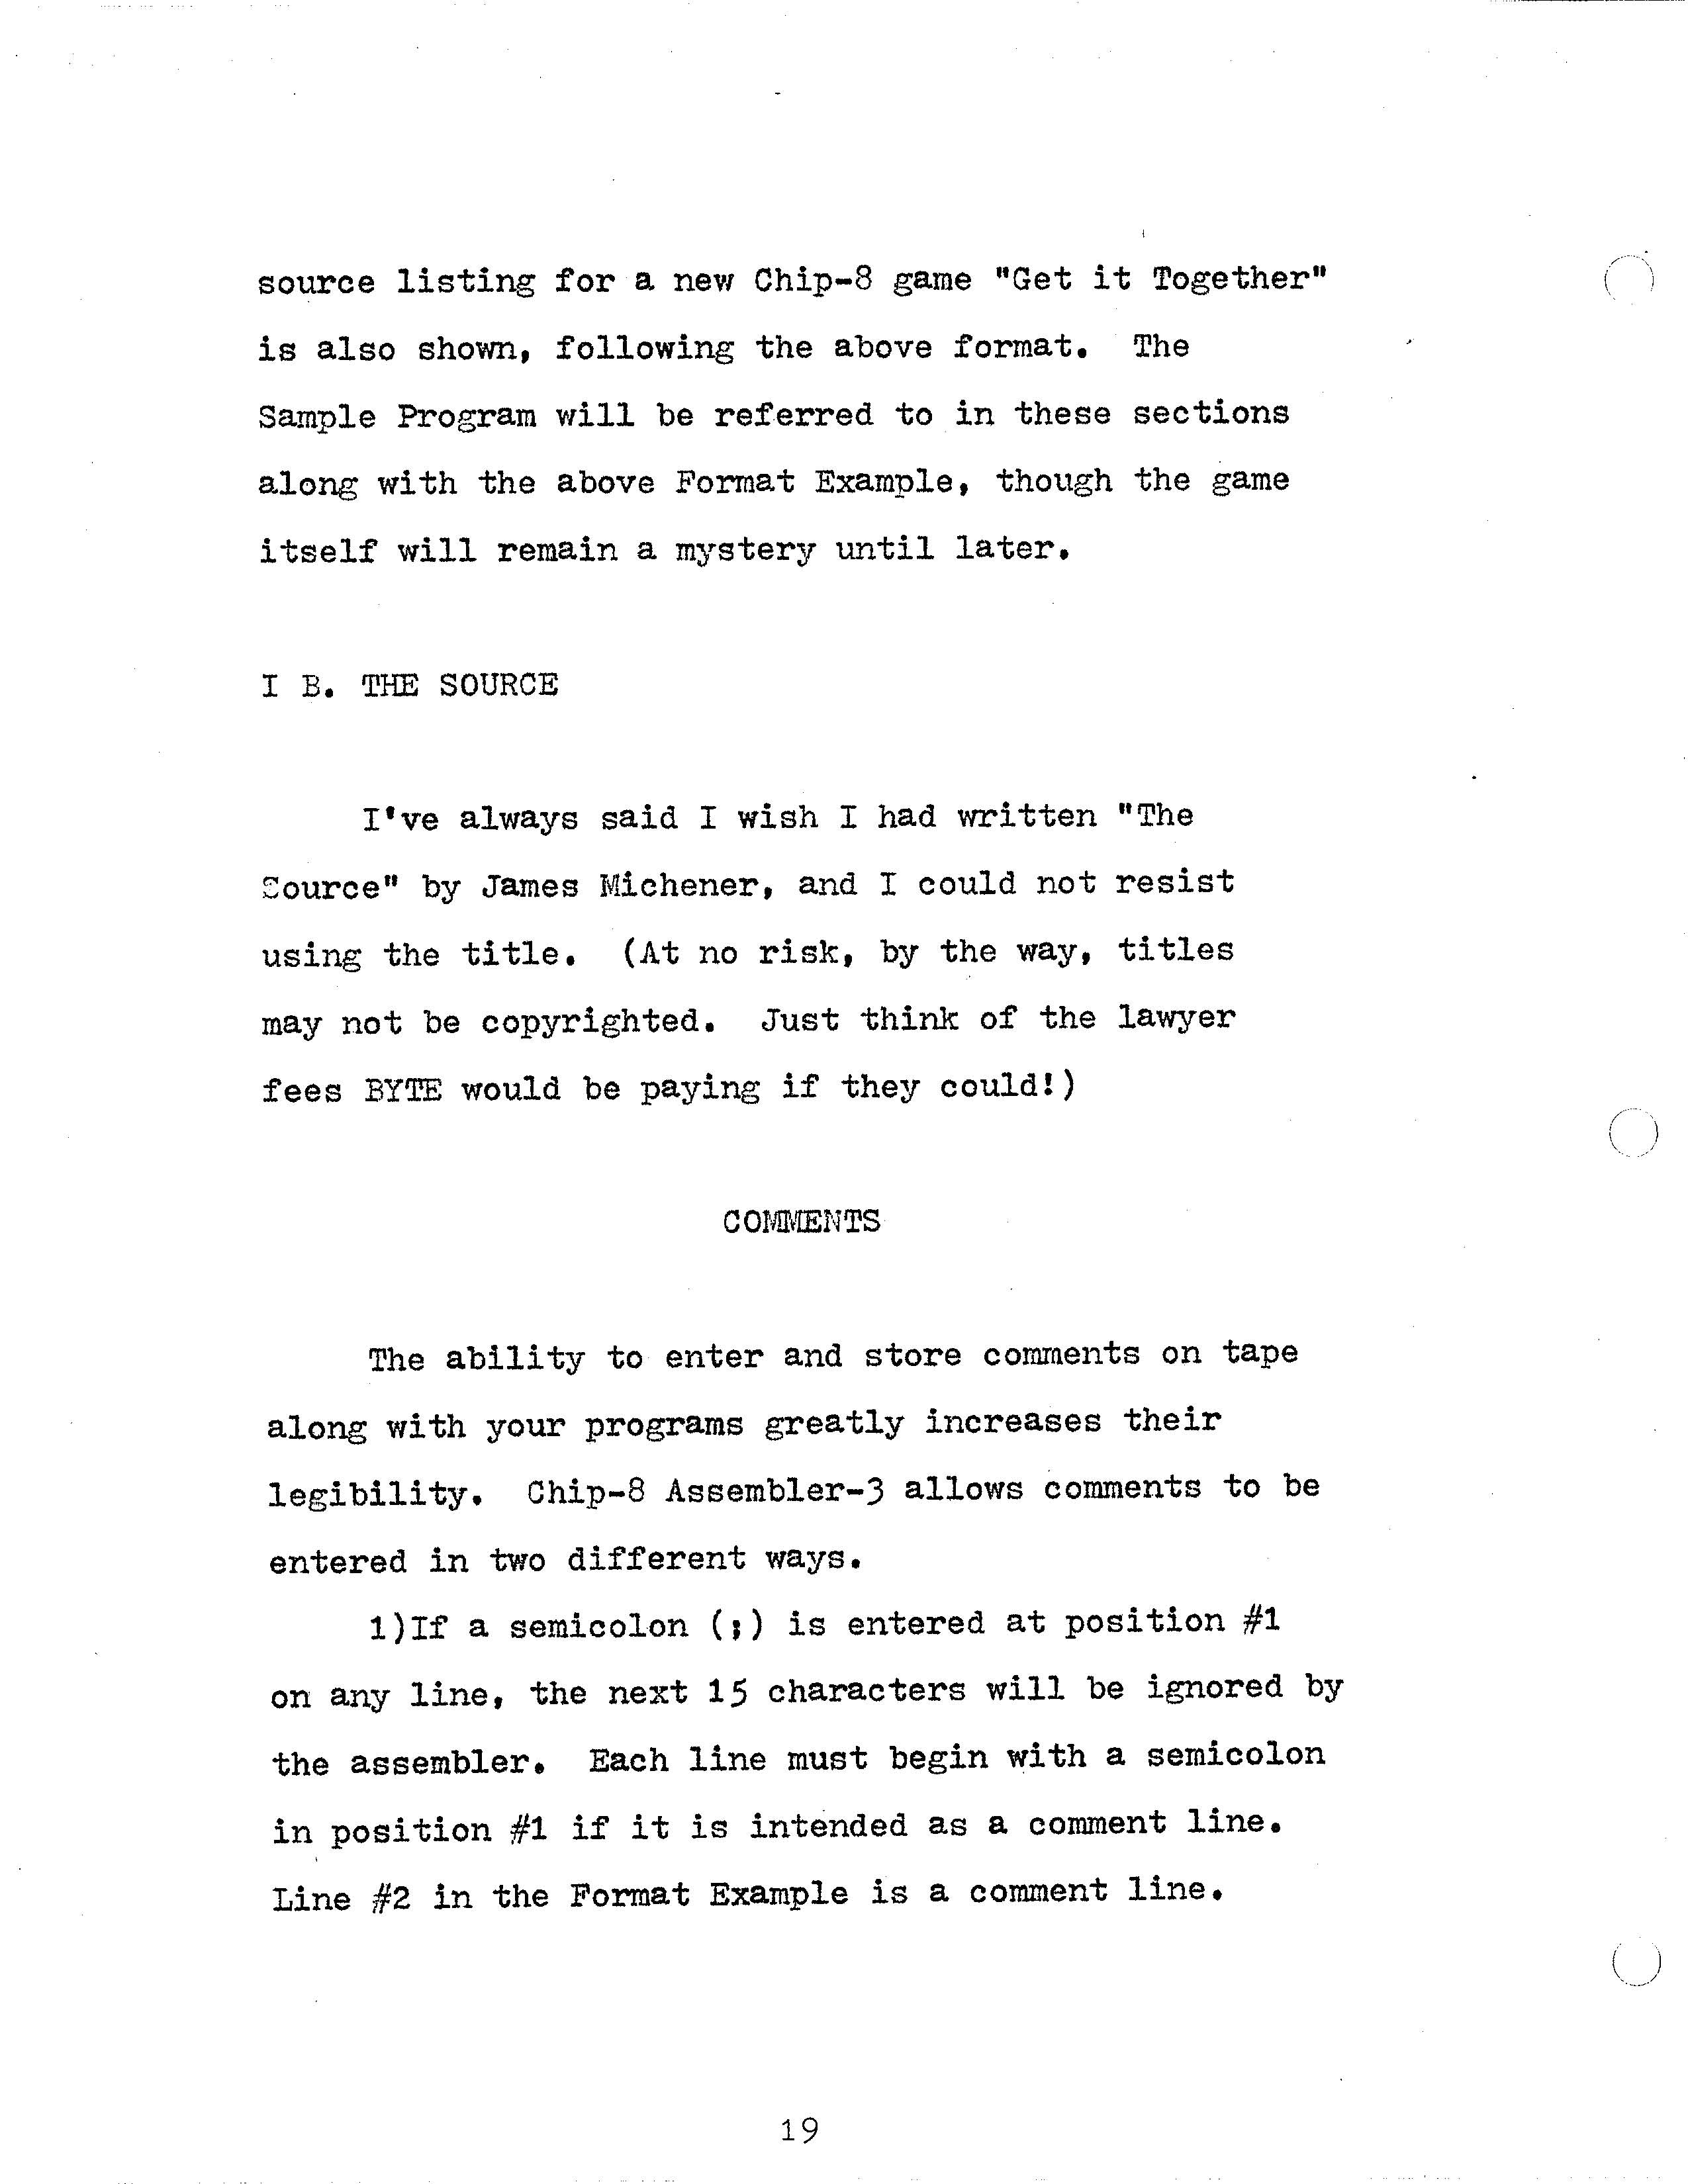 source listing for a new Chip-8 game "Get it Together"
is also shown, following the above format.  The
Sample Program will be referred to in these sections
along with the above Format Example, though the game
itself will remain a mystery until later.
I B. THE SOURCE
I've always said I wish I had written "The
Source" by James Michener, and I could not resist
using the title.  (At no risk, by the way, titles
may not be copyrighted.  Just think of the lawyer
fees BYTE would be paying if they could!)
COMMENTS
The ability to enter and store comments on tape
along with your programs greatly increases their
legibility.  Chip-8 Assembler-3 allows comments to be
entered in two different ways.
1)If a semicolon (;) is entered at position #1
on any line, the next 15 characters will be ignored by
the assembler.  Each line must begin with a semicolon
in position #1 if it is intended as a comment line.
Line #2 in the Format Example is a comment line.
19